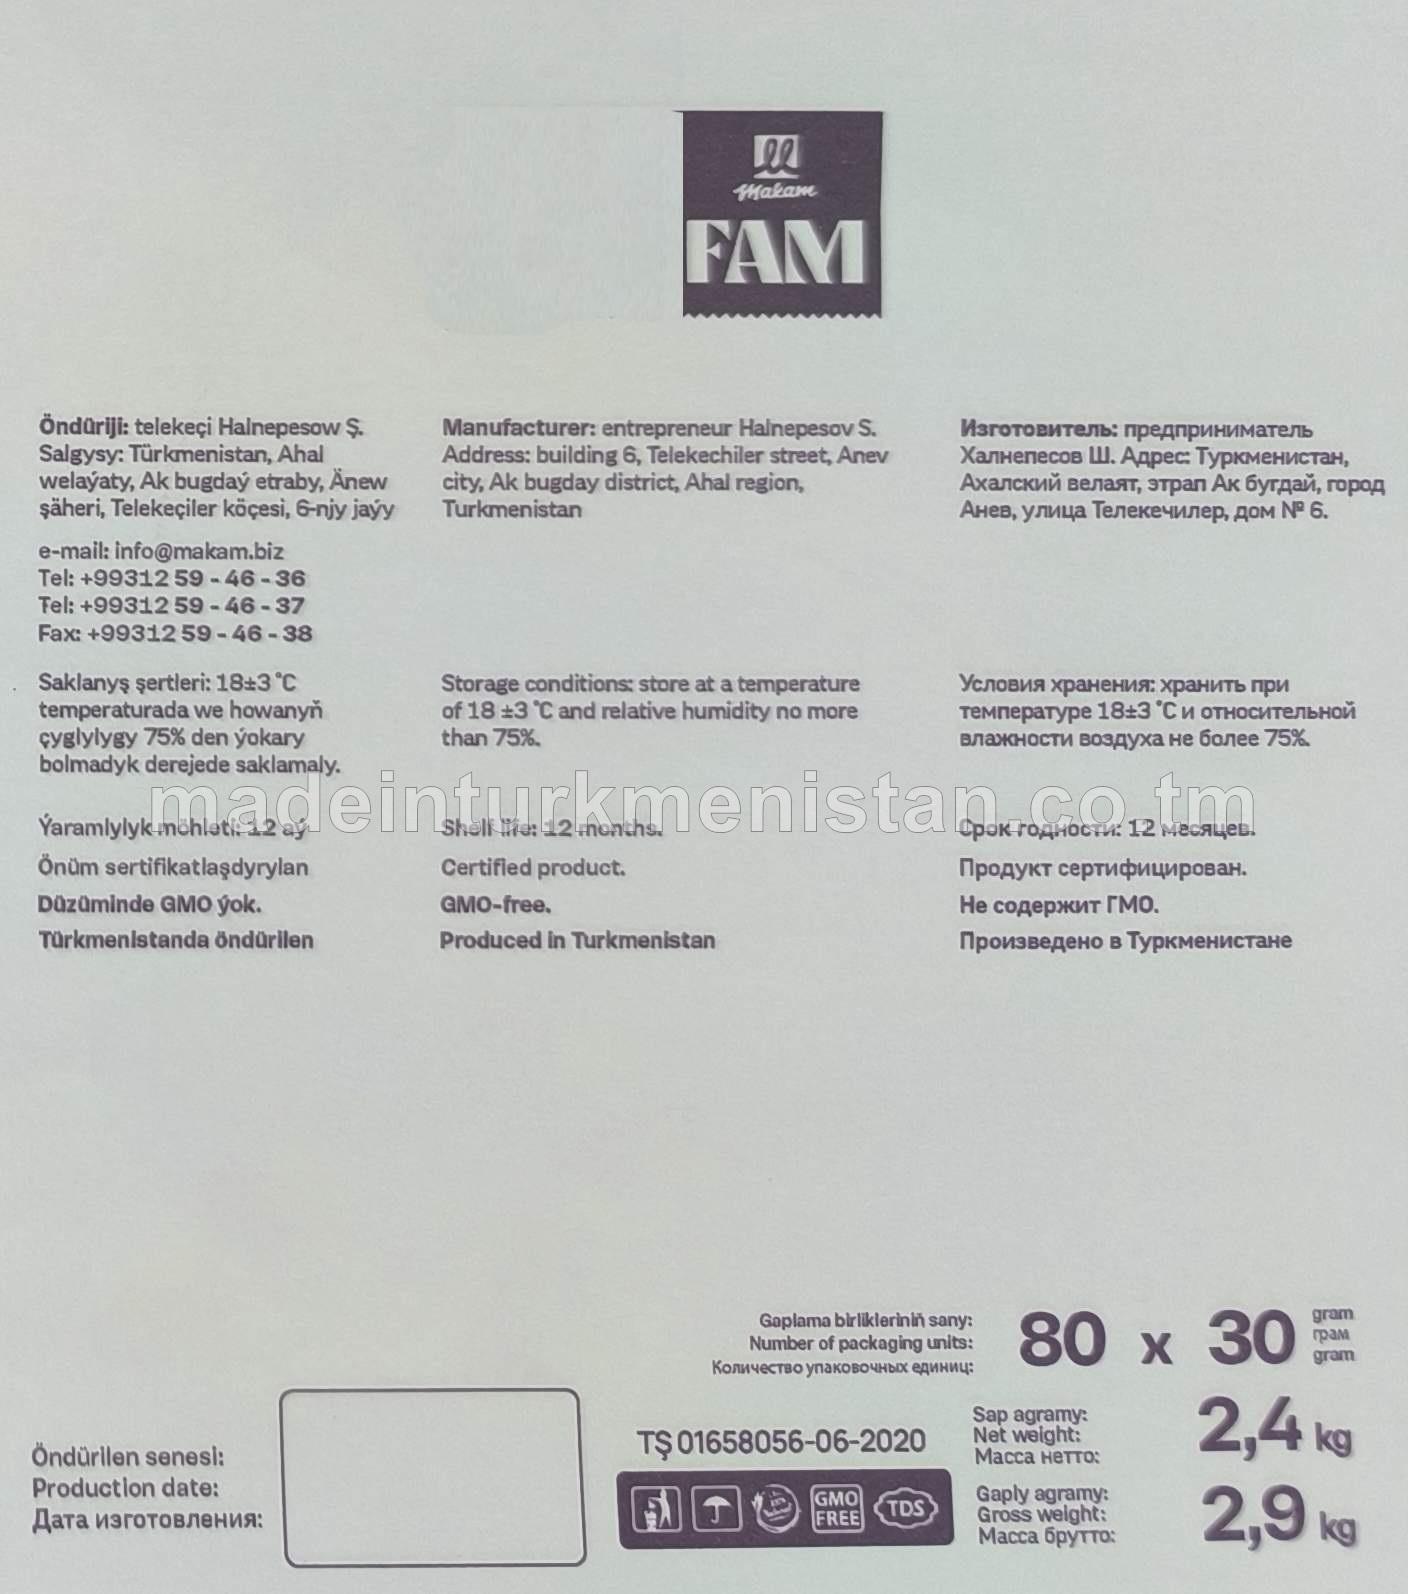 Makam
FAM
Öndüriji: telekeçi Halnepesow Ş.
Salgysy: Türkmenistan, Ahal
welaýaty, Ak bugdaý etraby, Änew
şäheri, Telekeçiler köçesi, 6-njy jaýy
e-mail: info@makam.biz
Tel: +99312 59 - 46 - 36
Tel: +99312 59 - 46 - 37
Fax: +99312 59 - 46 - 38
Manufacturer: entrepreneur Halnepesov S.
Address: building 6, Telekechiler street, Anev
city, Ak bugday district, Ahal region,
Turkmenistan
Изготовитель: предприниматель
Халнепесов Ш. Адрес: Туркменистан,
Ахалский велаят, этрап Ак бугдай, город
Анев, улица Телекечилер, дом № 6.
Saklanyş şertleri: 18±3 °C
temperaturada we howanyň
çyglylygy 75% den ýokary
bolmadyk derejede saklamaly.
Storage conditions: store at a temperature
of 18 ±3 °C and relative humidity no more
than 75%.
Условия хранения: хранить при
температуре 18±3 °C и относительной
влажности воздуха не более 75%.
madeinturkmenistan.co.tm
Ýaramlylyk möhleti: 12 aý
Shelf life: 12 months.
Срок годности: 12 месяцев.
Önüm sertifikatlaşdyrylan
Certified product.
Продукт сертифицирован.
Düzüminde GMO ýok.
GMO-free.
Не содержит ГМО.
Türkmenistanda öndürilen
Produced in Turkmenistan
Произведено в Туркменистане
Gaplama birlikleriniň sany:
Number of packaging units:
Количество упаковочных единиц:
80 x 30
gram
грам
gram
Sap agramy:
Net weight:
Масса нетто:
2,4 kg
Gaply agramy:
Gross weight:
Масса брутто:
2,9 kg
TŞ 01658056-06-2020
GMO
FREE
TDS
Öndürilen senesi:
Production date:
Дата изготовления: